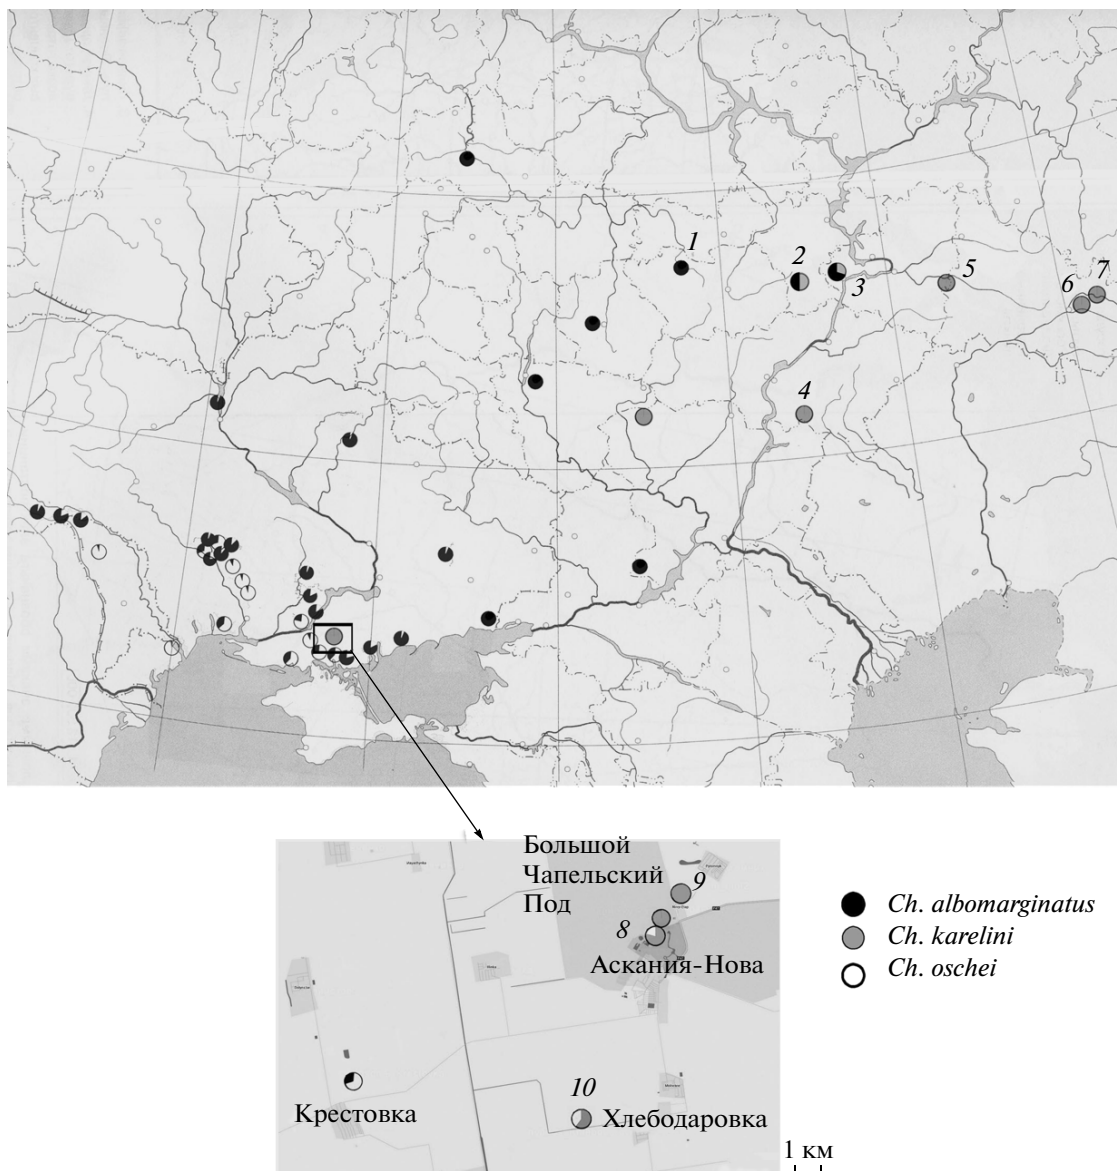 1
2
3
5
7
6
4
Большой
Чапельский
Под
9
8
Аскания-Нова
Ch. albomarginatus
Ch. karelini
Ch. oschei
10
Крестовка
Хлебодаровка
1 км